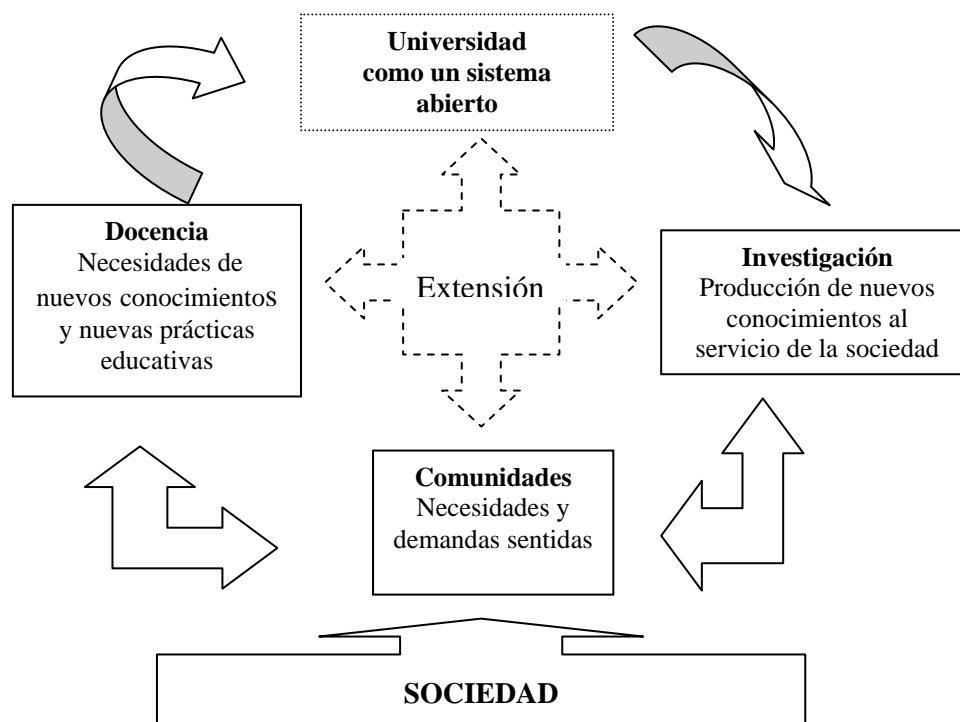 Universidad
como un sistema
abierto
Docencia
Necesidades de
nuevos conocimientos
y nuevas prácticas
educativas
Extensión
Investigación
Producción de nuevos
conocimientos al
servicio de la sociedad
Comunidades
Necesidades y
demandas sentidas
SOCIEDAD